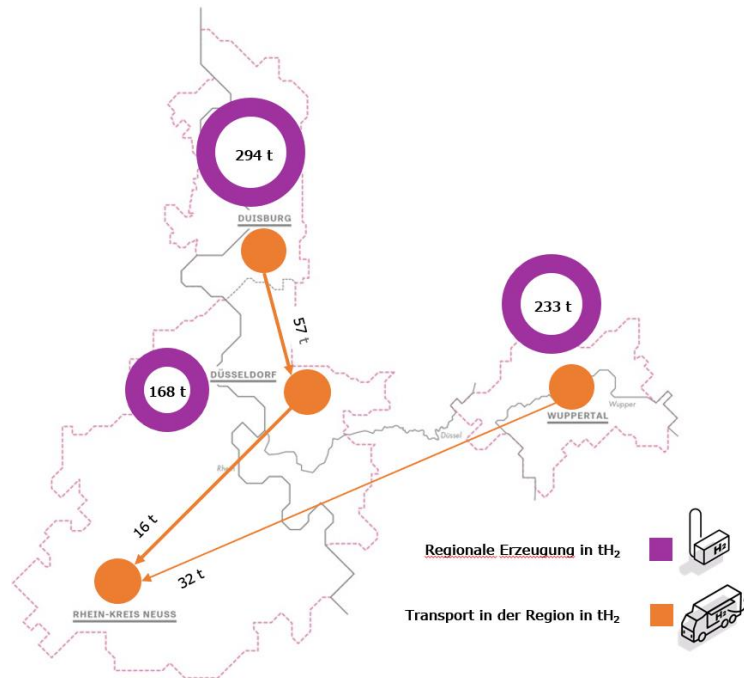 294 t
DUISBURG
57 t
233 t
DÜSSELDORF
168 t
WUPPERTAL
Wupper
Düssel
Rhein
16 t
32 t
RHEIN-KREIS NEUSS
Regionale Erzeugung in tH₂
H2
Transport in der Region in tH₂
H2